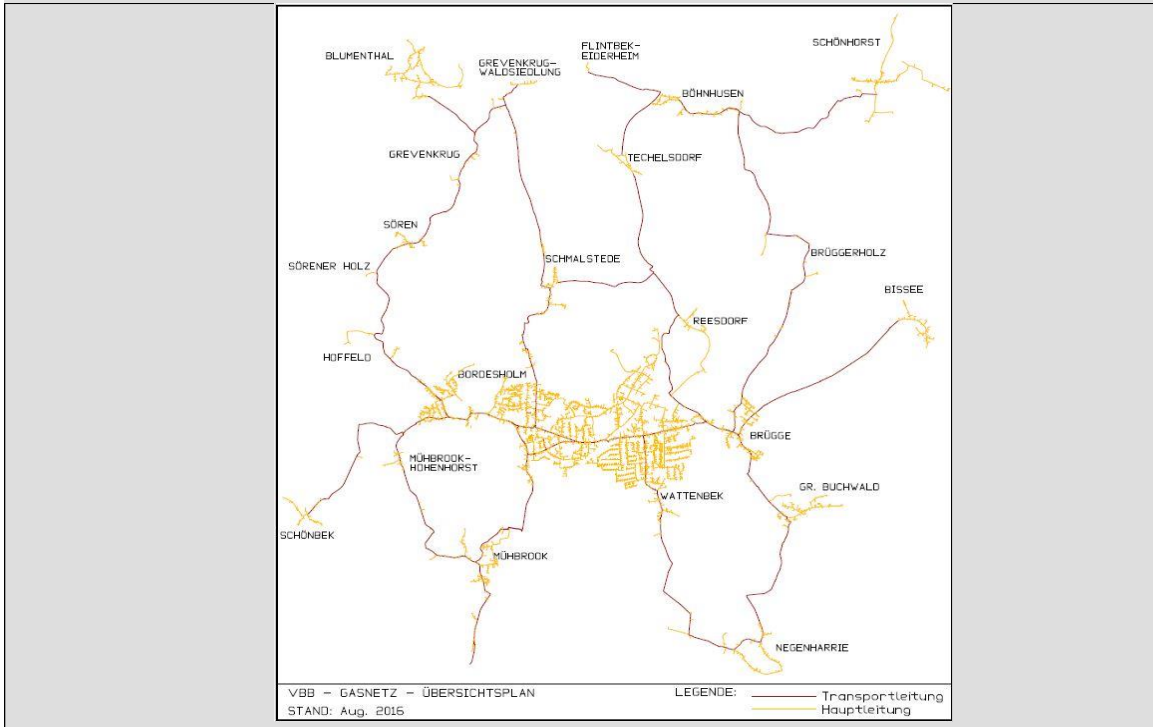 BLUMENTHAL
GREVENKRUG-
WALDSIEDLUNG
FLINTBEK-
EIDERHEIM
SCHÖNHORST
BÖHNHUSEN
GREVENKRUG
TECHELSDORF
SÖREN
SÖRENER HOLZ
SCHMALSTEDE
BRÜGGERHOLZ
BISSEE
REESDORF
HOFFELD
BORDESHOLM
BRÜGGE
MÜHBROOK-
HOHENHORST
GR. BUCHWALD
WATTENBEK
SCHÖNBEK
MÜHBROOK
NEGENHARRIE
VBB - GASNETZ - ÜBERSICHTSPLAN
STAND: Aug. 2016
LEGENDE:
Transportleitung
Hauptleitung